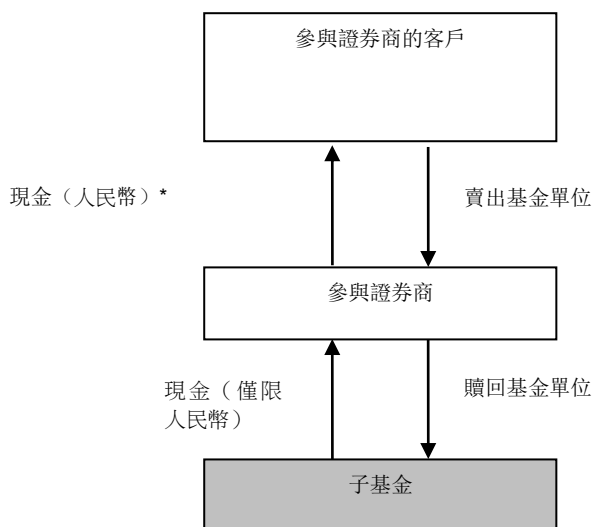 參與證券商的客戶
現金（人民幣）*
賣出基金單位
參與證券商
現金（僅限
人民幣）
贖回基金單位
子基金